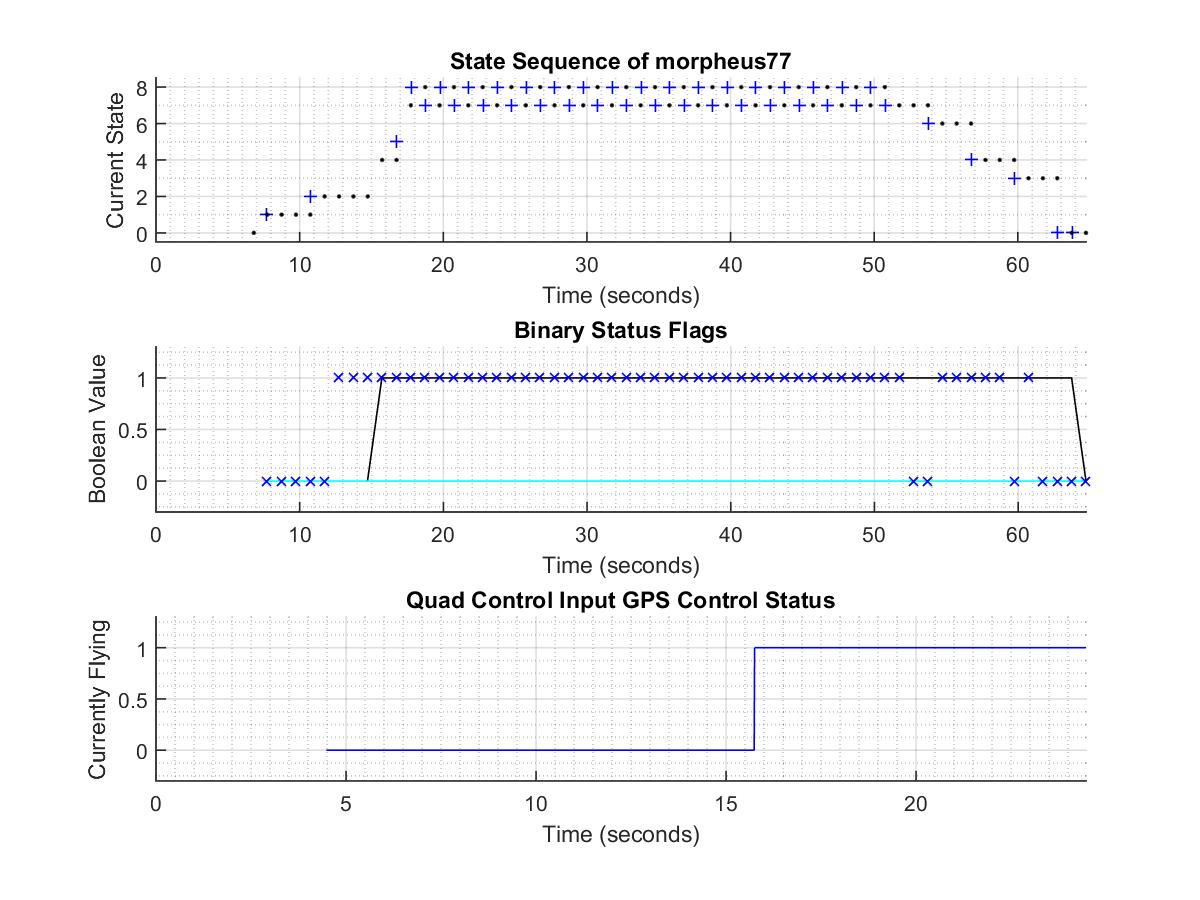 State Sequence of morpheus77
Current State
8
6
4
2
0
0 10 20 30 40 50 60
Time (seconds)
Binary Status Flags
Boolean Value
1
0.5
0
0 10 20 30 40 50 60
Time (seconds)
Quad Control Input GPS Control Status
Currently Flying
1
0.5
0
0 5 10 15 20
Time (seconds)